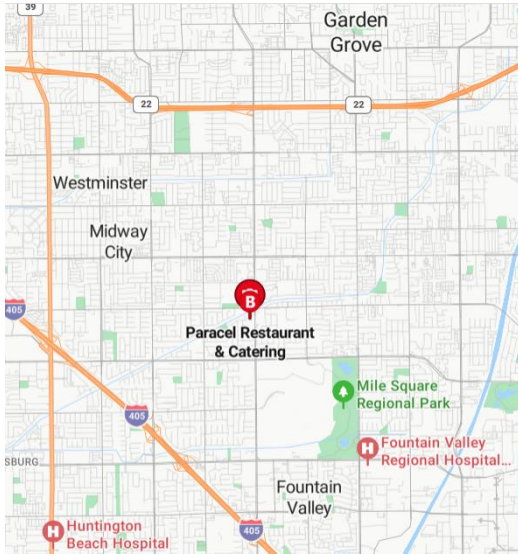 39
Garden
Grove
22
22
Westminster
Midway
City
405
B
Paracel Restaurant
& Catering
Mile Square
Regional Park
405
H
Fountain Valley
Regional Hospital...
SBURG
Fountain
Valley
405
H
Huntington
Beach Hospital